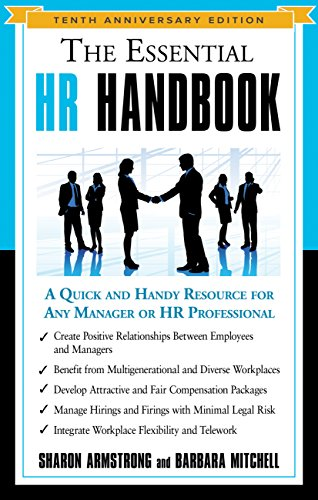 TENTH ANNIVERSARY EDITION
THE ESSENTIAL
HR HANDBOOK
A QUICK AND HANDY RESOURCE FOR
ANY MANAGER OR HR PROFESSIONAL
✓ Create Positive Relationships Between Employees
and Managers
✓ Benefit from Multigenerational and Diverse Workplaces
✓ Develop Attractive and Fair Compensation Packages
✓ Manage Hirings and Firings with Minimal Legal Risk
✓ Integrate Workplace Flexibility and Telework
SHARON ARMSTRONG AND BARBARA MITCHELL